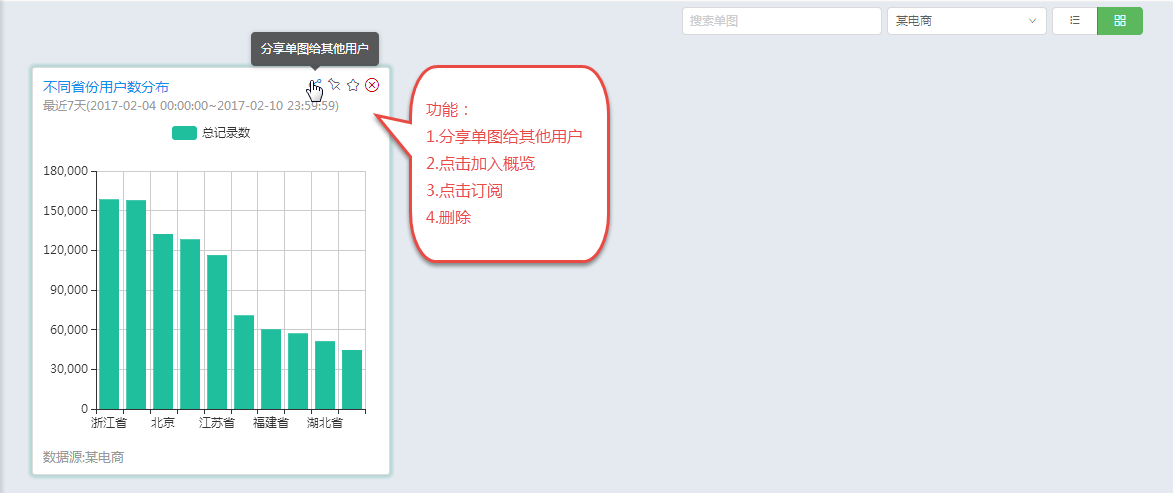 搜索单图
某电商
分享单图给其他用户
不同省份用户数分布
最近7天(2017-02-04 00:00:00~2017-02-10 23:59:59)
总记录数
功能：
1.分享单图给其他用户
2.点击加入概览
3.点击订阅
4.删除
180,000
150,000
120,000
90,000
60,000
30,000
0
浙江省 北京 江苏省 福建省 湖北省
数据源:某电商